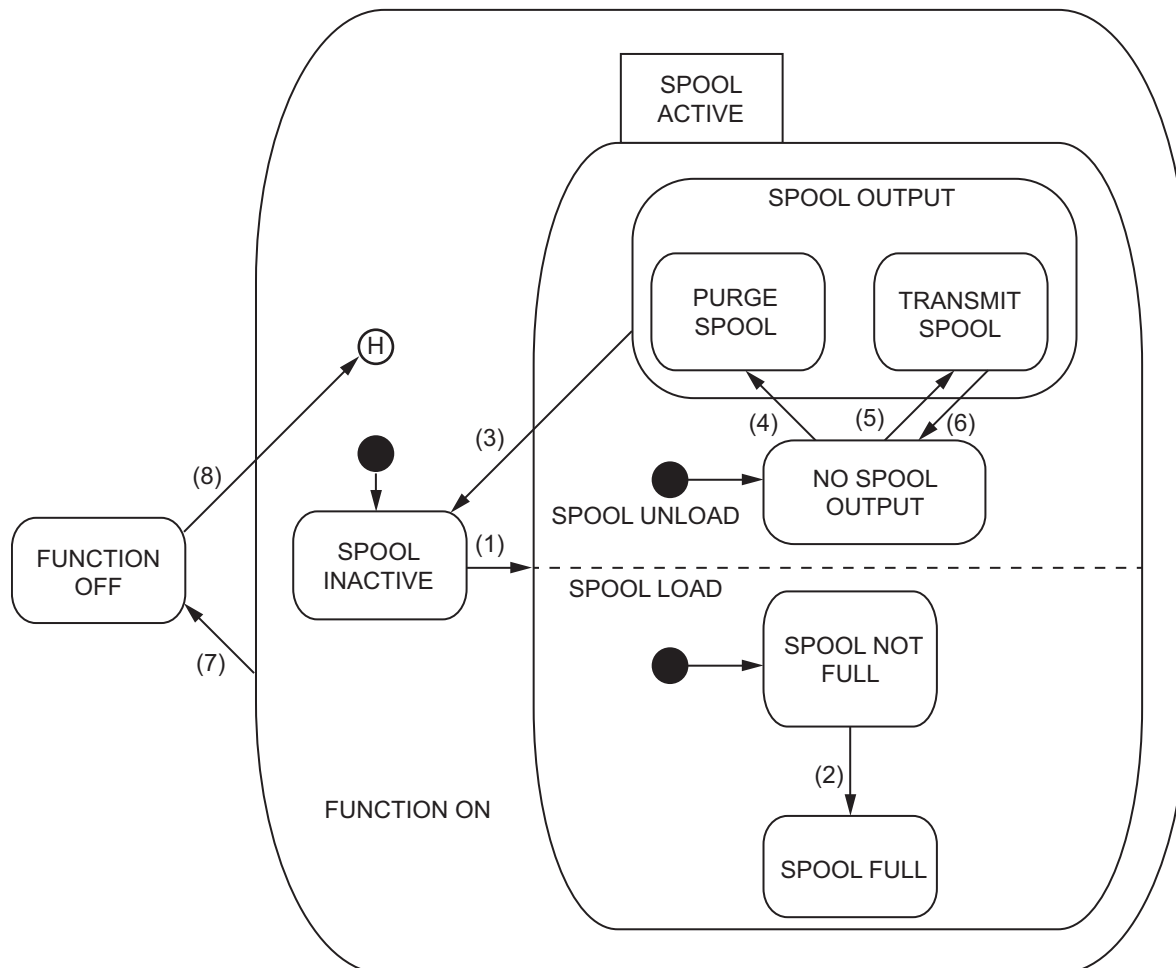 SPOOL
ACTIVE
SPOOL OUTPUT
PURGE
SPOOL
TRANSMIT
SPOOL
H
(4)
(5)
(6)
(3)
(8)
NO SPOOL
OUTPUT
SPOOL UNLOAD
FUNCTION
OFF
SPOOL
INACTIVE
(1)
SPOOL LOAD
(7)
SPOOL NOT
FULL
(2)
FUNCTION ON
SPOOL FULL